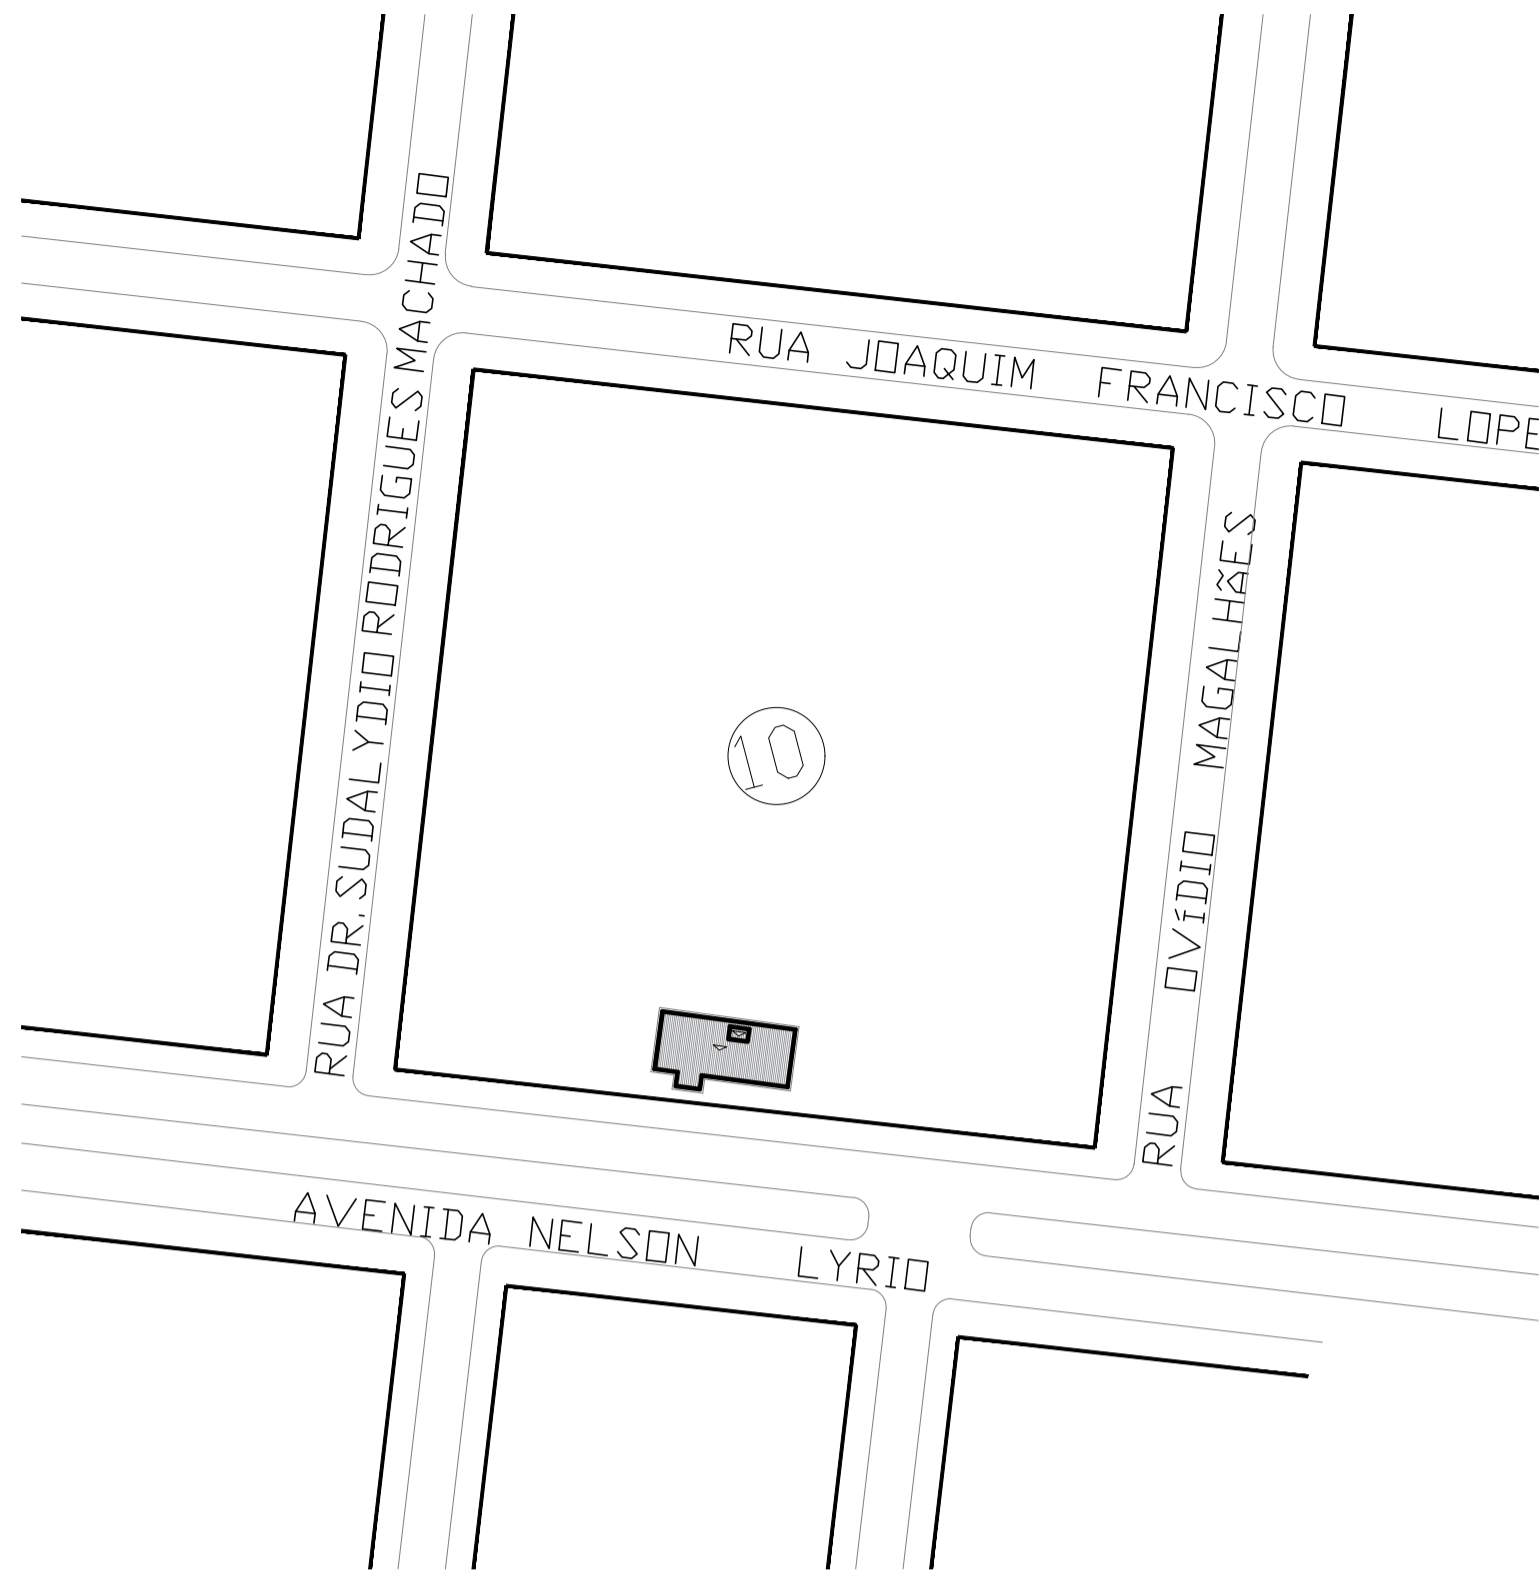 RUA JOAQUIM FRANCISCO LOPE
RUA DR.SUDALYDIO RODRIGUES MACHADO
RUA OVíDIO MAGALHÃES
10
AVENIDA NELSON LYRIO